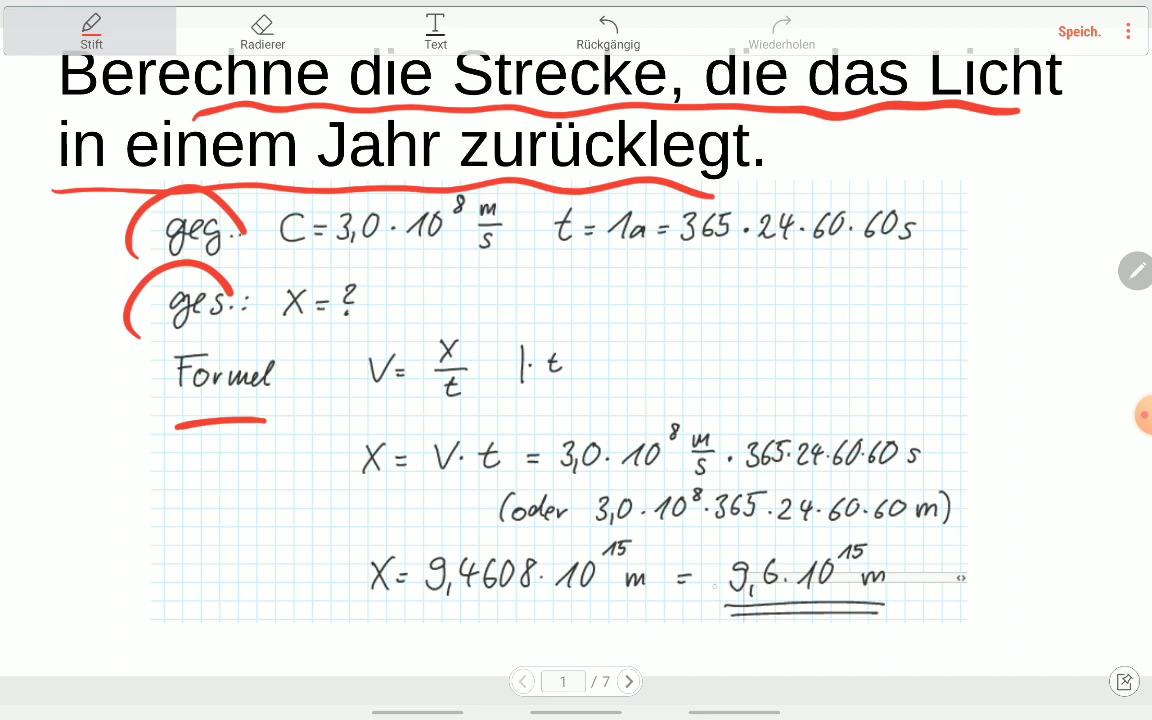 Stift Radierer Text Rückgängig Wiederholen Speich.
Berechne die Strecke, die das Licht
in einem Jahr zurücklegt.
geg.: C = 3,0 · 10⁸ m/s t = 1a = 365 · 24 · 60 · 60 s
ges.: X = ?
Formel V = X/t |· t
X = V · t = 3,0 · 10⁸ m/s · 365 · 24 · 60 · 60 s
(oder 3,0 · 10⁸ · 365 · 24 · 60 · 60 m)
X = 9,4608 · 10¹⁵ m = 9,6 · 10¹⁵ m
1 / 7